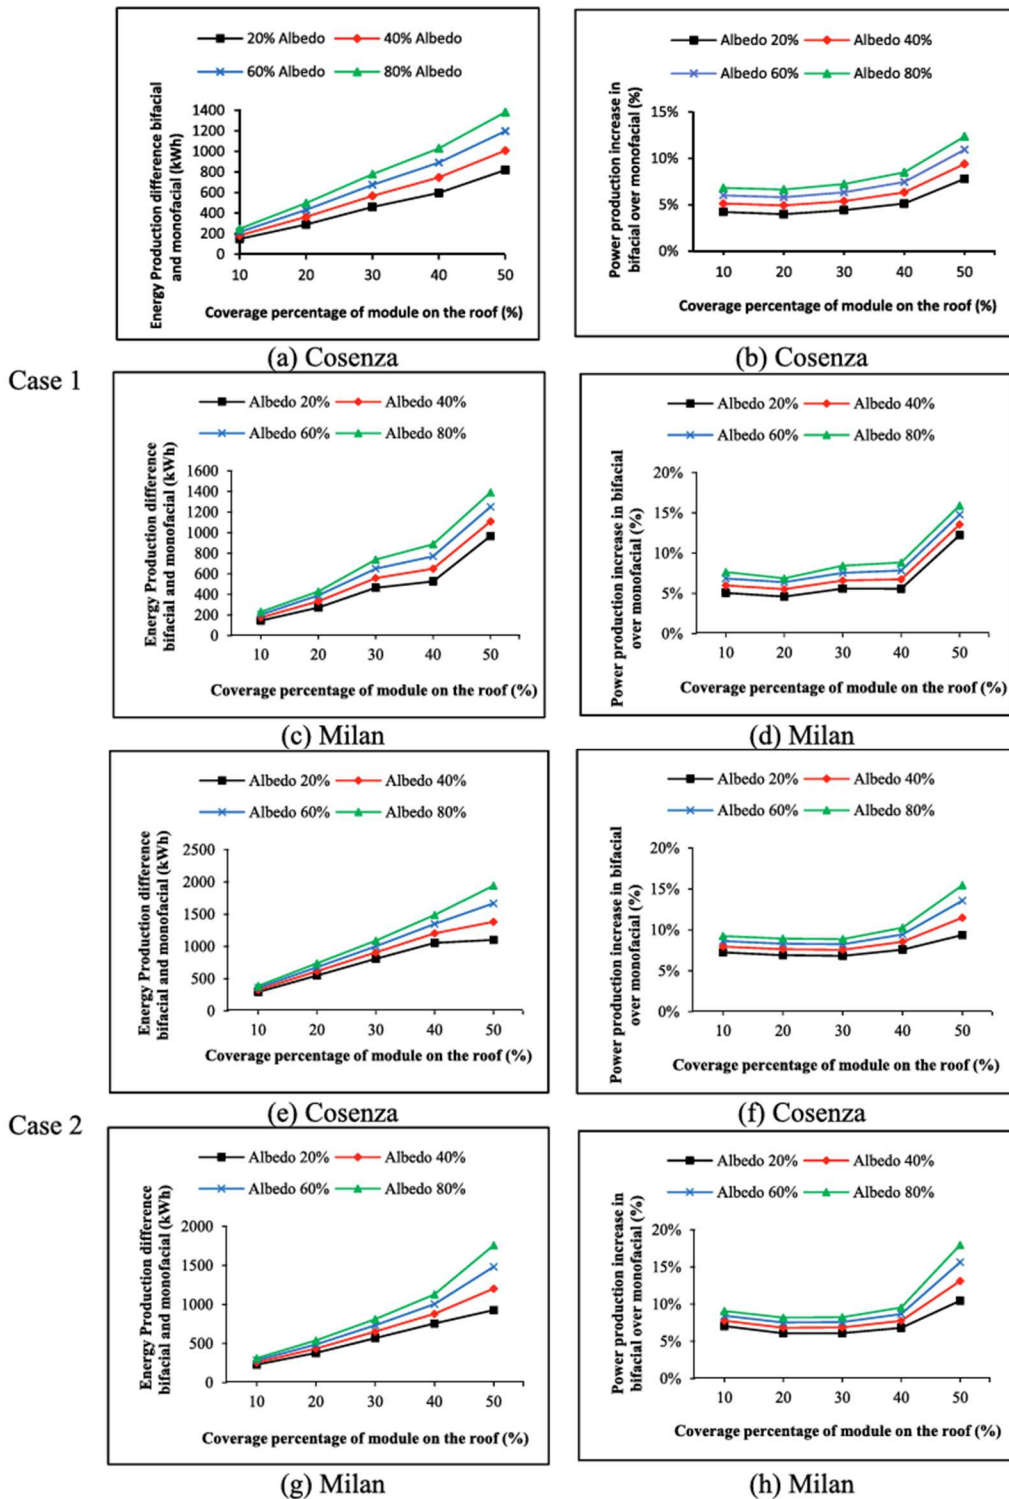 20% Albedo 40% Albedo
60% Albedo 80% Albedo
Energy Production difference bifacial
and monofacial (kWh)
1400
1200
1000
800
600
400
200
0
10 20 30 40 50
Coverage percentage of module on the roof (%)
(a) Cosenza
Albedo 20% Albedo 40%
Albedo 60% Albedo 80%
Power production increase in
bifacial over monofacial (%)
15%
10%
5%
0%
10 20 30 40 50
Coverage percentage of module on the roof (%)
(b) Cosenza
Case 1
Albedo 20% Albedo 40%
Albedo 60% Albedo 80%
Energy Production difference
bifacial and monofacial (kWh)
1600
1400
1200
1000
800
600
400
200
0
10 20 30 40 50
Coverage percentage of module on the roof (%)
(c) Milan
Albedo 20% Albedo 40%
Albedo 60% Albedo 80%
Power production increase in bifacial
over monofacial (%)
20%
15%
10%
5%
0%
10 20 30 40 50
Coverage percentage of module on the roof (%)
(d) Milan
Albedo 20% Albedo 40%
Albedo 60% Albedo 80%
Energy Production difference
bifacial and monofacial (kWh)
2500
2000
1500
1000
500
0
10 20 30 40 50
Coverage percentage of module on the roof (%)
(e) Cosenza
Albedo 20% Albedo 40%
Albedo 60% Albedo 80%
Power production increase in bifacial
over monofacial (%)
20%
15%
10%
5%
0%
10 20 30 40 50
Coverage percentage of module on the roof (%)
(f) Cosenza
Case 2
Albedo 20% Albedo 40%
Albedo 60% Albedo 80%
Energy Production difference
bifacial and monofacial (kWh)
2000
1500
1000
500
0
10 20 30 40 50
Coverage percentage of module on the roof (%)
(g) Milan
Albedo 20% Albedo 40%
Albedo 60% Albedo 80%
Power production increase in
bifacial over monofacial (%)
20%
15%
10%
5%
0%
10 20 30 40 50
Coverage percentage of module on the roof (%)
(h) Milan